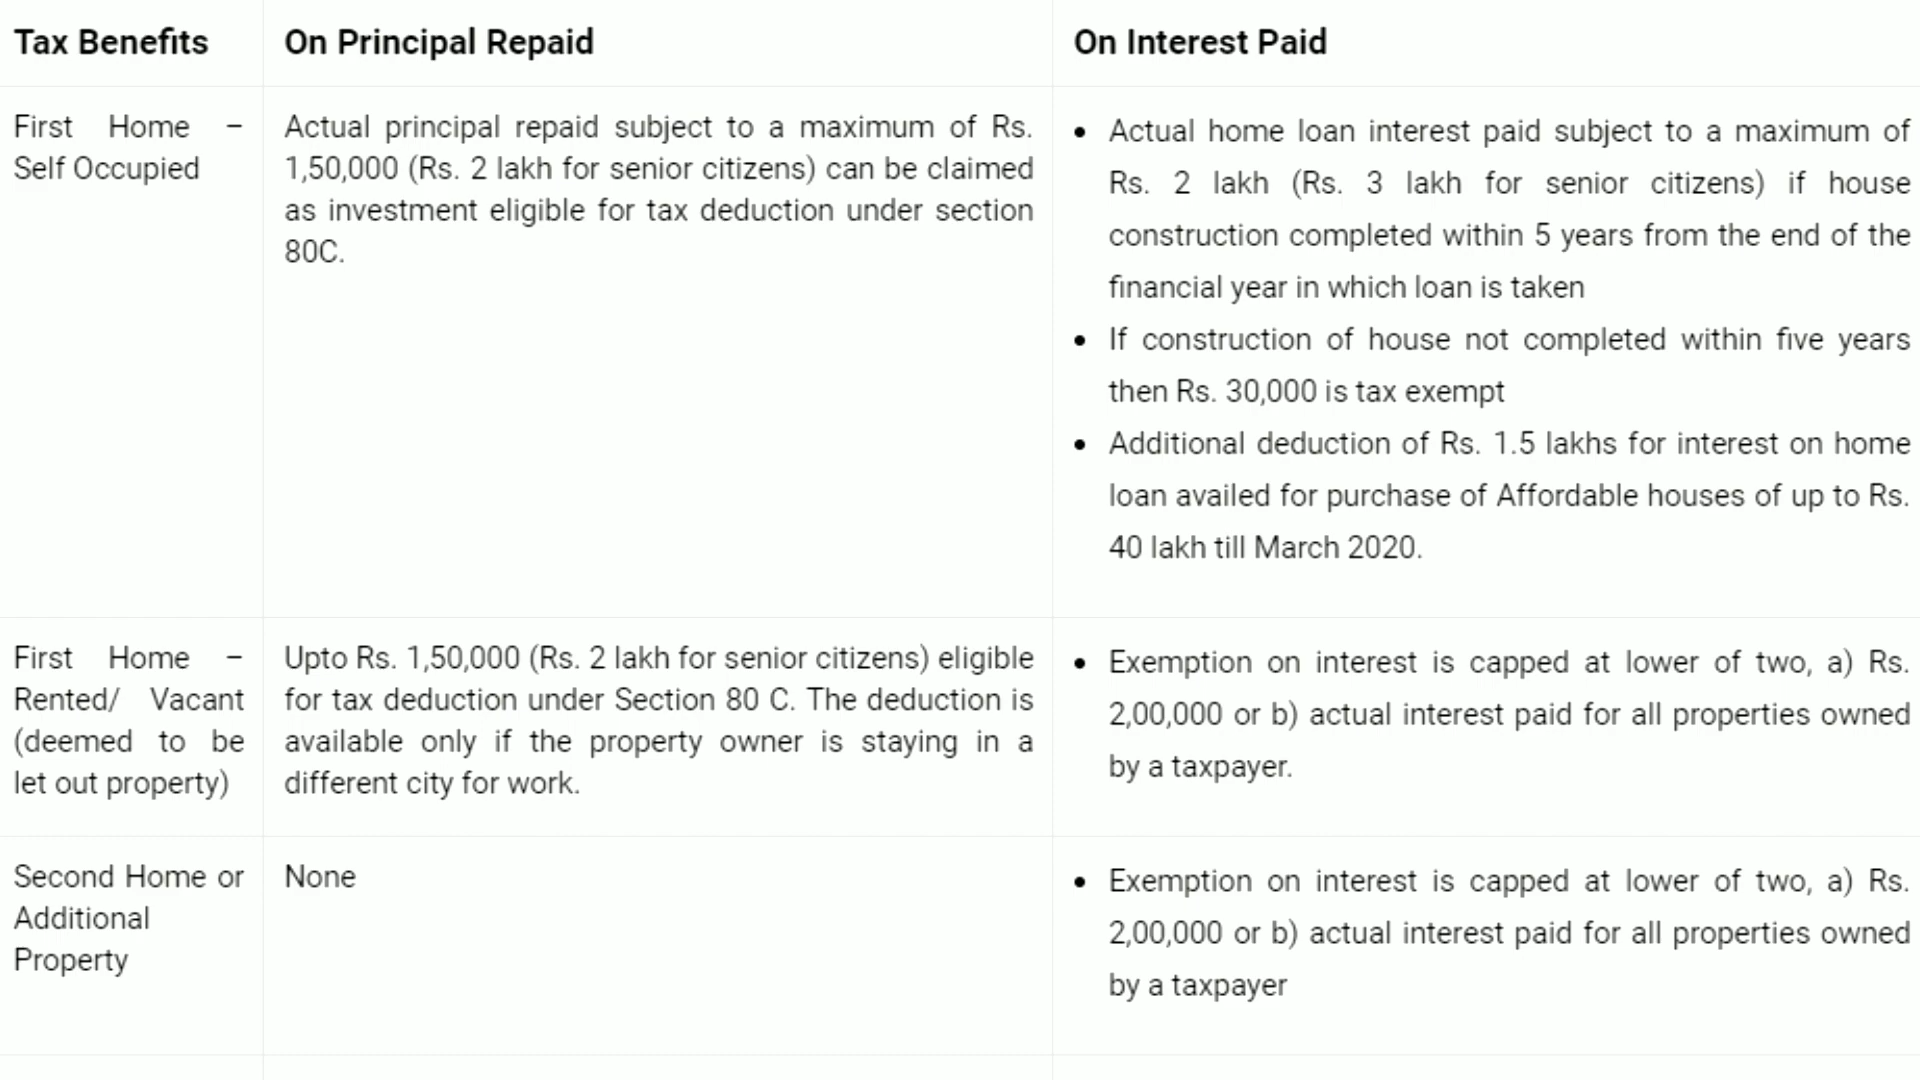 Tax Benefits
On Principal Repaid
On Interest Paid
First Home –
Self Occupied
Actual principal repaid subject to a maximum of Rs.
1,50,000 (Rs. 2 lakh for senior citizens) can be claimed
as investment eligible for tax deduction under section
80C.
• Actual home loan interest paid subject to a maximum of
Rs. 2 lakh (Rs. 3 lakh for senior citizens) if house
construction completed within 5 years from the end of the
financial year in which loan is taken
• If construction of house not completed within five years
then Rs. 30,000 is tax exempt
• Additional deduction of Rs. 1.5 lakhs for interest on home
loan availed for purchase of Affordable houses of up to Rs.
40 lakh till March 2020.
First Home –
Rented/ Vacant
(deemed to be
let out property)
Upto Rs. 1,50,000 (Rs. 2 lakh for senior citizens) eligible
for tax deduction under Section 80 C. The deduction is
available only if the property owner is staying in a
different city for work.
• Exemption on interest is capped at lower of two, a) Rs.
2,00,000 or b) actual interest paid for all properties owned
by a taxpayer.
Second Home or
Additional
Property
None
• Exemption on interest is capped at lower of two, a) Rs.
2,00,000 or b) actual interest paid for all properties owned
by a taxpayer